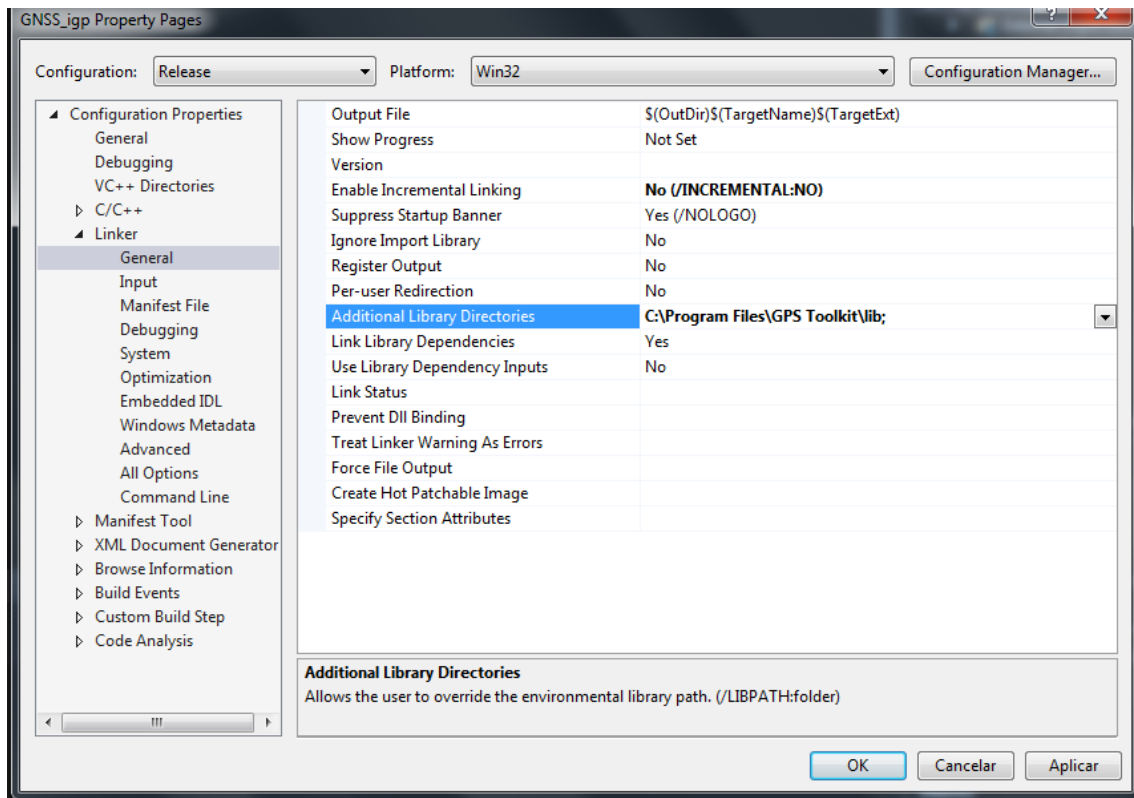 GNSS_igp Property Pages
Configuration: Release Platform: Win32 Configuration Manager...
Configuration Properties
General
Debugging
VC++ Directories
C/C++
Linker
General
Input
Manifest File
Debugging
System
Optimization
Embedded IDL
Windows Metadata
Advanced
All Options
Command Line
Manifest Tool
XML Document Generator
Browse Information
Build Events
Custom Build Step
Code Analysis
Output File $(OutDir)$(TargetName)$(TargetExt)
Show Progress Not Set
Version
Enable Incremental Linking No (/INCREMENTAL:NO)
Suppress Startup Banner Yes (/NOLOGO)
Ignore Import Library No
Register Output No
Per-user Redirection No
Additional Library Directories C:\Program Files\GPS Toolkit\lib;
Link Library Dependencies Yes
Use Library Dependency Inputs No
Link Status
Prevent Dll Binding
Treat Linker Warning As Errors
Force File Output
Create Hot Patchable Image
Specify Section Attributes
Additional Library Directories
Allows the user to override the environmental library path. (/LIBPATH:folder)
OK Cancelar Aplicar